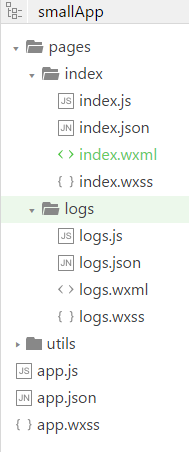 smallApp
pages
index
JS index.js
JN index.json
< > index.wxml
{ } index.wxss
logs
JS logs.js
JN logs.json
< > logs.wxml
{ } logs.wxss
utils
JS app.js
JN app.json
{ } app.wxss